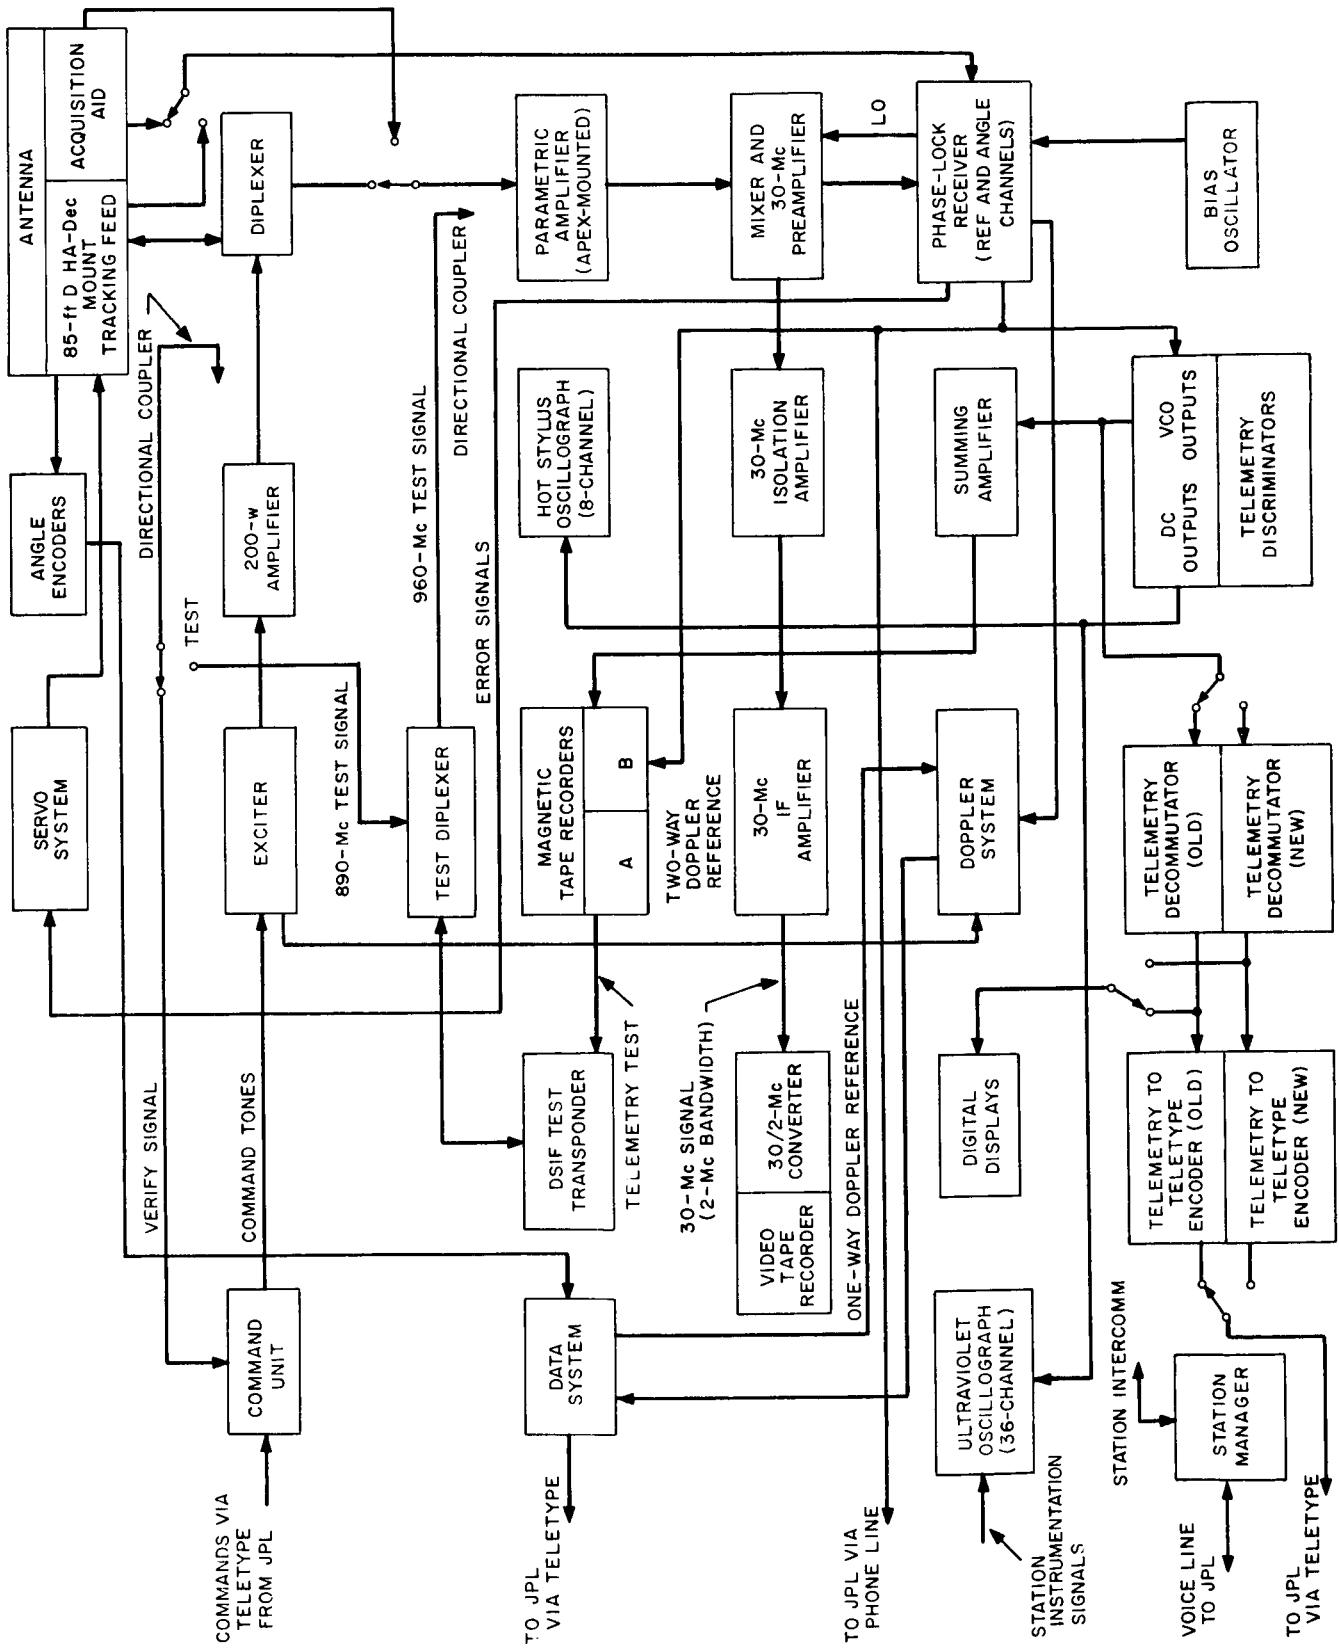 COMMANDS VIA
TELETYPE
FROM JPL
COMMAND
UNIT
VERIFY SIGNAL
COMMAND TONES
SERVO
SYSTEM
EXCITER
ANGLE
ENCODERS
DIRECTIONAL COUPLER
TEST
200-w
AMPLIFIER
ANTENNA
85-ft D HA-Dec
MOUNT
TRACKING FEED
ACQUISITION
AID
DIPLEXER
890-Mc TEST SIGNAL
TEST DIPLEXER
960-Mc TEST SIGNAL
DIRECTIONAL COUPLER
ERROR SIGNALS
TO JPL
VIA TELETYPE
DATA
SYSTEM
DSIF TEST
TRANSPONDER
TELEMETRY TEST
MAGNETIC
TAPE RECORDERS
A
B
HOT STYLUS
OSCILLOGRAPH
(8-CHANNEL)
PARAMETRIC
AMPLIFIER
(APEX-MOUNTED)
TWO-WAY
DOPPLER
REFERENCE
30-Mc SIGNAL
(2-Mc BANDWIDTH)
VIDEO
TAPE
RECORDER
30/2-Mc
CONVERTER
30-Mc
IF
AMPLIFIER
30-Mc
ISOLATION
AMPLIFIER
MIXER AND
30-Mc
PREAMPLIFIER
LO
ONE-WAY DOPPLER REFERENCE
TO JPL VIA
PHONE LINE
ULTRAVIOLET
OSCILLOGRAPH
(36-CHANNEL)
STATION
INSTRUMENTATION
SIGNALS
DIGITAL
DISPLAYS
DOPPLER
SYSTEM
SUMMING
AMPLIFIER
PHASE-LOCK
RECEIVER
(REF AND ANGLE
CHANNELS)
STATION INTERCOMM
VOICE LINE
TO JPL
STATION
MANAGER
TO JPL
VIA TELETYPE
TELEMETRY TO
TELETYPE
ENCODER (OLD)
TELEMETRY TO
TELETYPE
ENCODER (NEW)
TELEMETRY
DECOMMUTATOR
(OLD)
TELEMETRY
DECOMMUTATOR
(NEW)
DC
OUTPUTS
VCO
OUTPUTS
TELEMETRY
DISCRIMINATORS
BIAS
OSCILLATOR